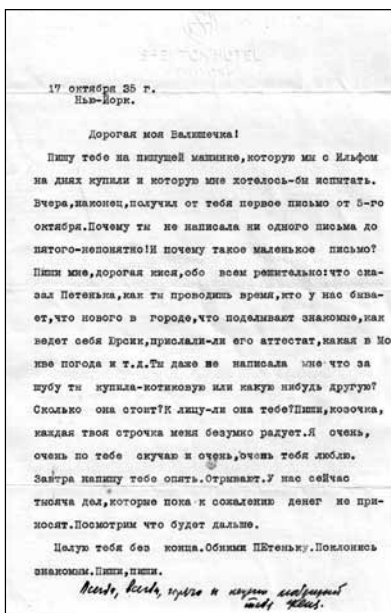 17 октября 35 г.
Нью-Йорк.
Дорогая моя Валюшечка!
Пишу тебе на пишущей машинке,которую мы с Ильфом
на днях купили и которую мне хотелось-бы испытать.
Вчера,наконец,получил от тебя первое письмо от 5-го
октября.Почему ты не написала ни одного письма до
пятого-непонятно!И почему такое маленькое письмо?
Пиши мне,дорогая кися,обо всем решительно:что ска-
зал Петенька,как ты проводишь время,кто у нас быва-
ет,что нового в городе,что поделывают знакомые,как
ведет себя Юрсик,прислали-ли его аттестат,какая в Мо
кве погода и т.д.Ты даже не написала мне что за
шубу ты купила-котиковую или какую нибудь другую?
Сколько она стоит?К лицу-ли она тебе?Пиши,козочка,
каждая твоя строчка меня безумно радует.Я очень,
очень по тебе скучаю и очень,очень тебя люблю.
Завтра напишу тебе опять.Отрывают.У нас сейчас
тысяча дел,которые пока к сожалению денег не при-
носят.Посмотрим что будет дальше.
Целую тебя без конца.Обними ПЕтеньку.Поклонись
знакомым.Пиши,пиши.
Всегда, всегда, горячо и нежно любящий
тебя Женя.